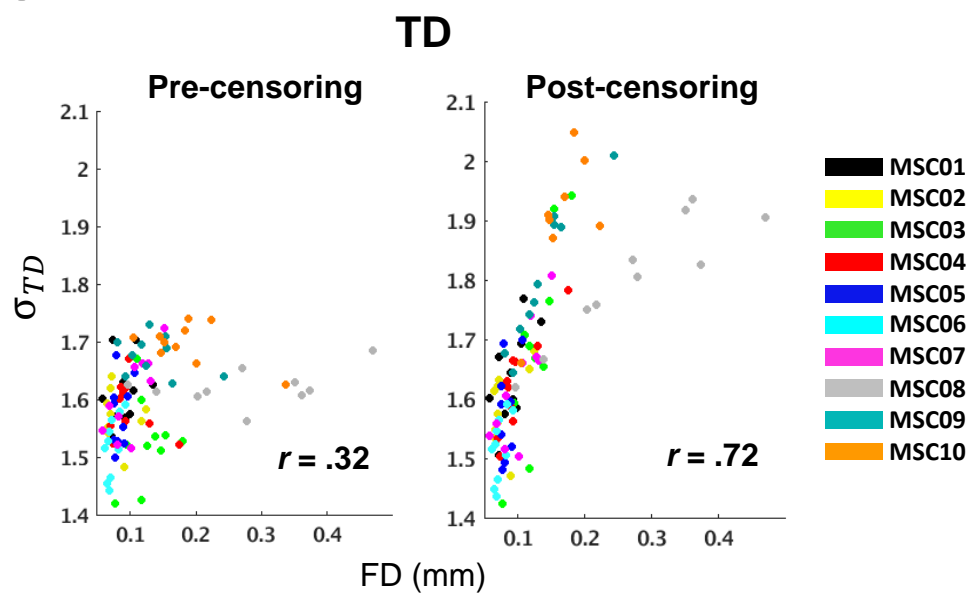 TD
Pre-censoring
Post-censoring
σTD
2.1
2
1.9
1.8
1.7
1.6
1.5
1.4
0.1 0.2 0.3 0.4
r = .32
2.1
2
1.9
1.8
1.7
1.6
1.5
1.4
0.1 0.2 0.3 0.4
r = .72
FD (mm)
MSC01
MSC02
MSC03
MSC04
MSC05
MSC06
MSC07
MSC08
MSC09
MSC10